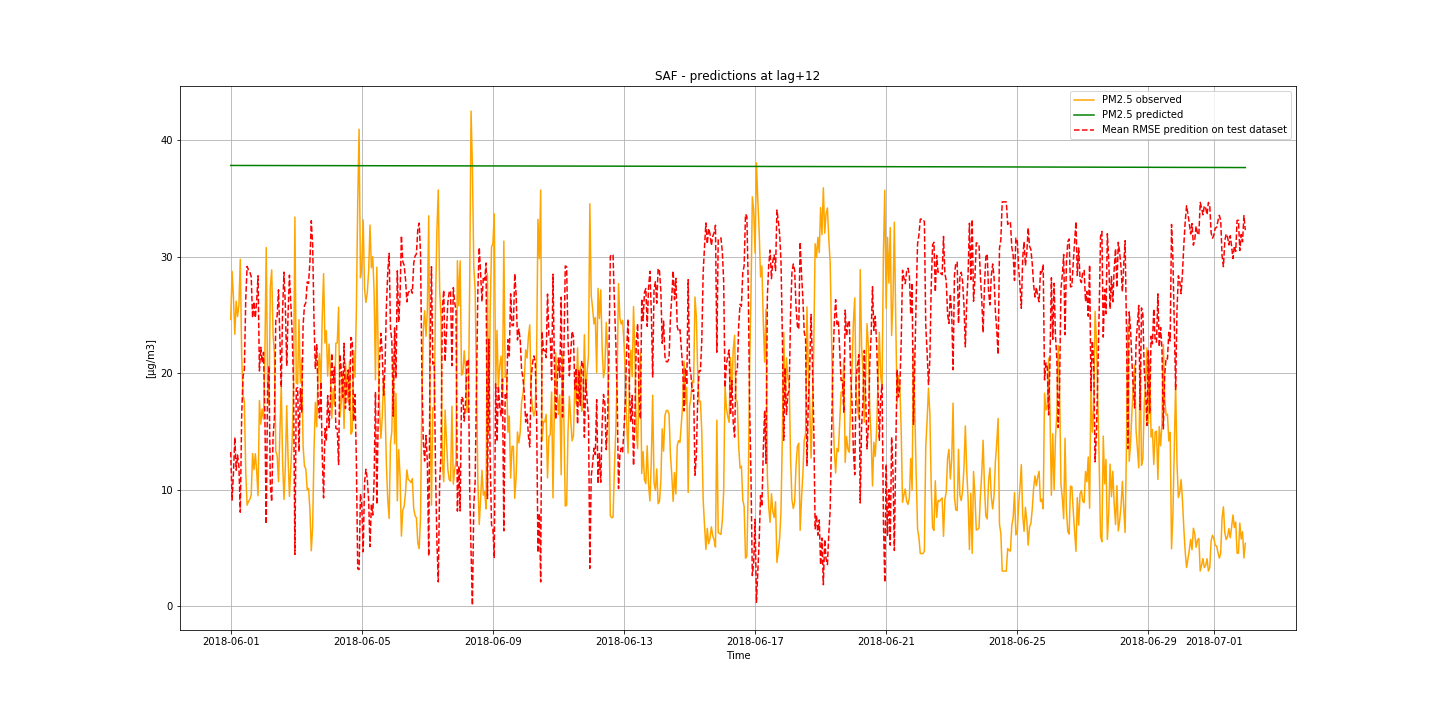 SAF - predictions at lag+12
PM2.5 observed
PM2.5 predicted
Mean RMSE predition on test dataset
40
30
20
10
0
[µg/m3]
2018-06-01 2018-06-05 2018-06-09 2018-06-13 2018-06-17 2018-06-21 2018-06-25 2018-06-29 2018-07-01
Time